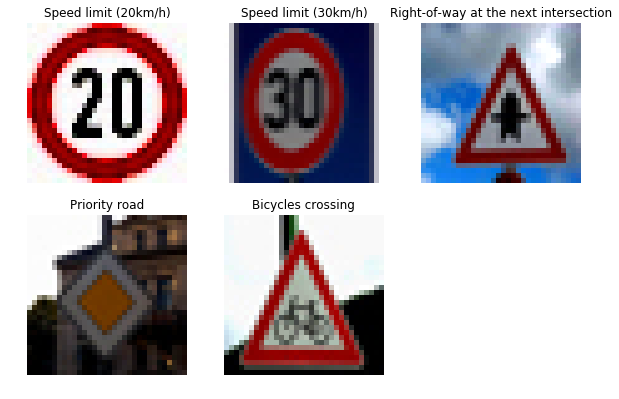 Speed limit (20km/h)
Speed limit (30km/h)
Right-of-way at the next intersection
20
30
Priority road
Bicycles crossing